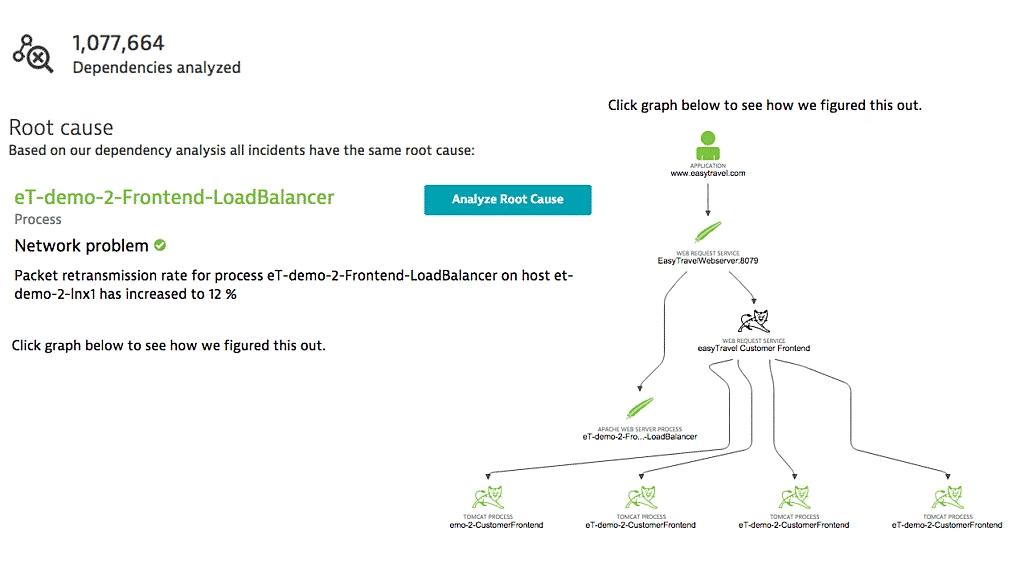 1,077,664
Dependencies analyzed
Root cause
Based on our dependency analysis all incidents have the same root cause:
eT-demo-2-Frontend-LoadBalancer
Process
Analyze Root Cause
Network problem
Packet retransmission rate for process eT-demo-2-Frontend-LoadBalancer on host et-
demo-2-lnx1 has increased to 12 %
Click graph below to see how we figured this out.
Click graph below to see how we figured this out.
APPLICATION
www.easytravel.com
WEB REQUEST SERVICE
EasyTravelWebserver:8079
WEB REQUEST SERVICE
easyTravel Customer Frontend
APACHE WEB SERVER PROCESS
eT-demo-2-Fro...-LoadBalancer
TOMCAT PROCESS
emo-2-CustomerFrontend
TOMCAT PROCESS
eT-demo-2-CustomerFrontend
TOMCAT PROCESS
eT-demo-2-CustomerFrontend
TOMCAT PROCESS
eT-demo-2-CustomerFrontend